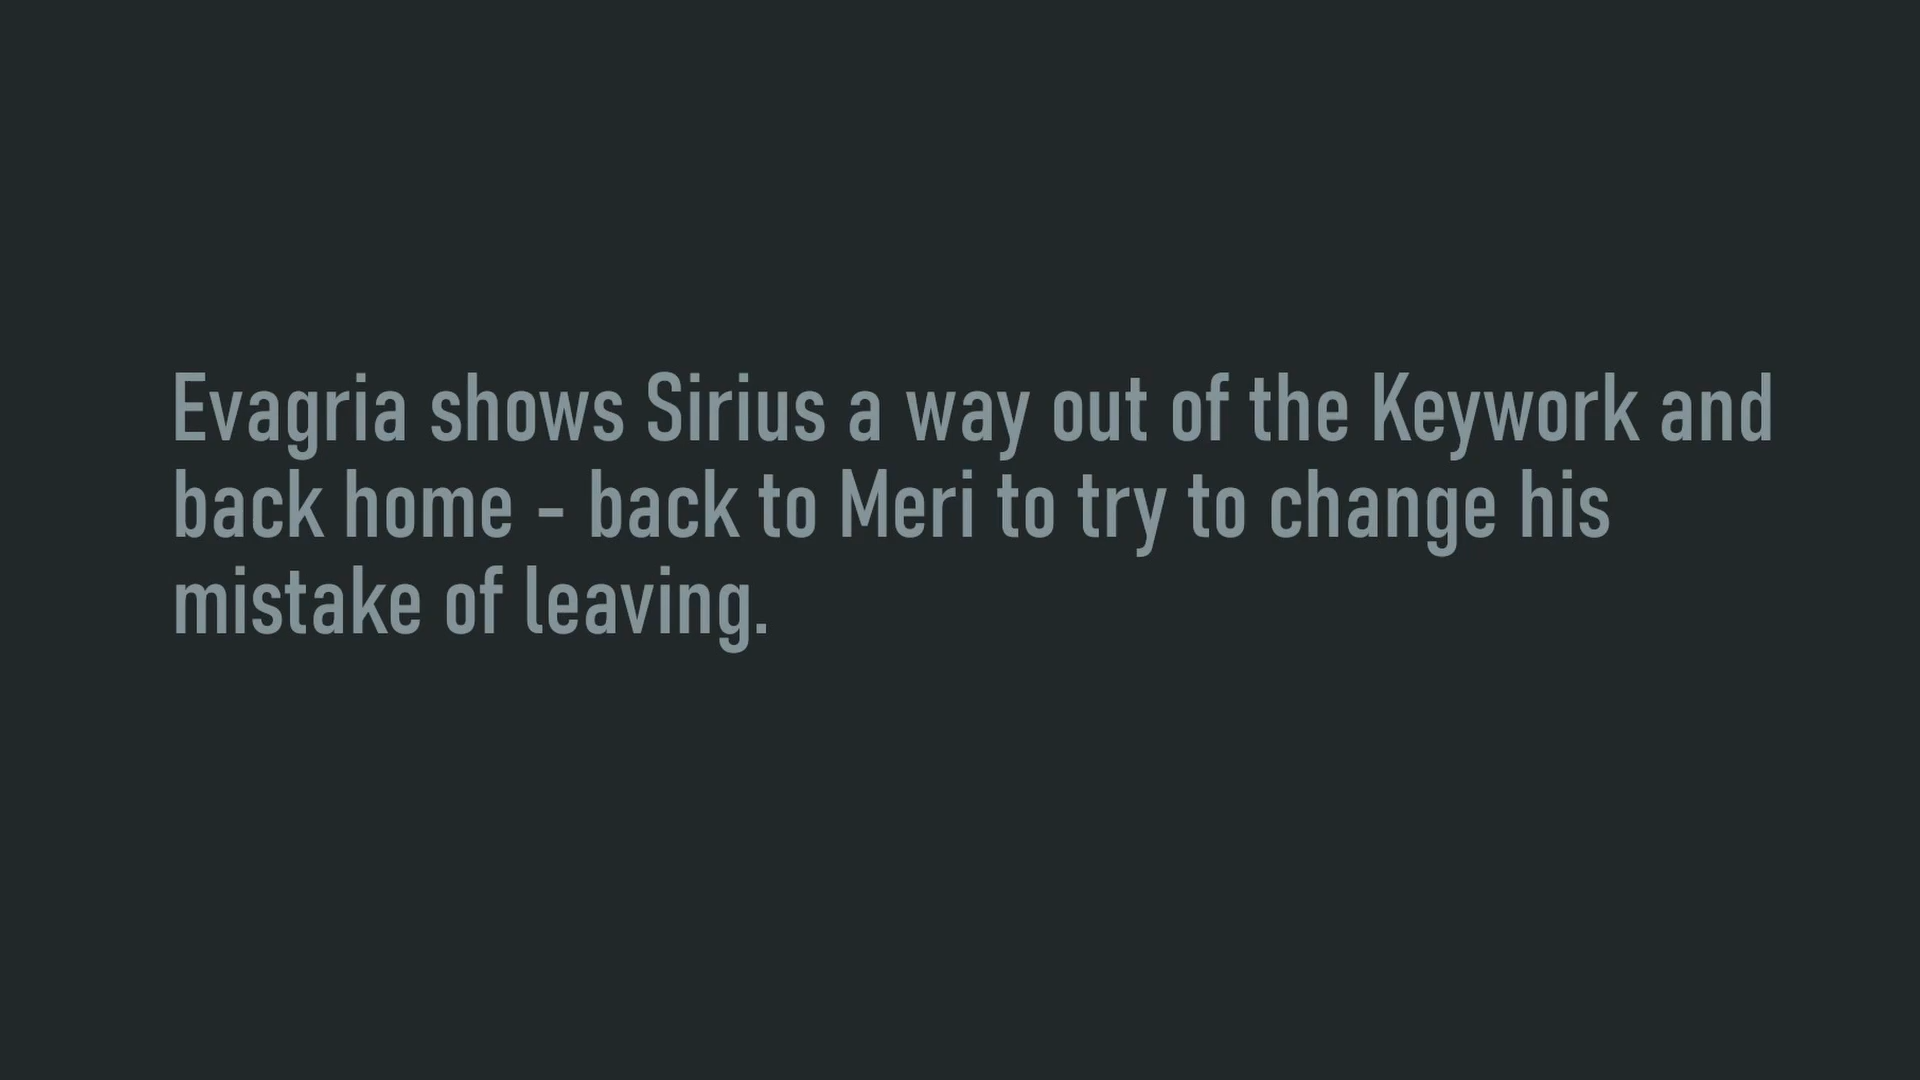 Evagria shows Sirius a way out of the Keywork and
back home - back to Meri to try to change his
mistake of leaving.